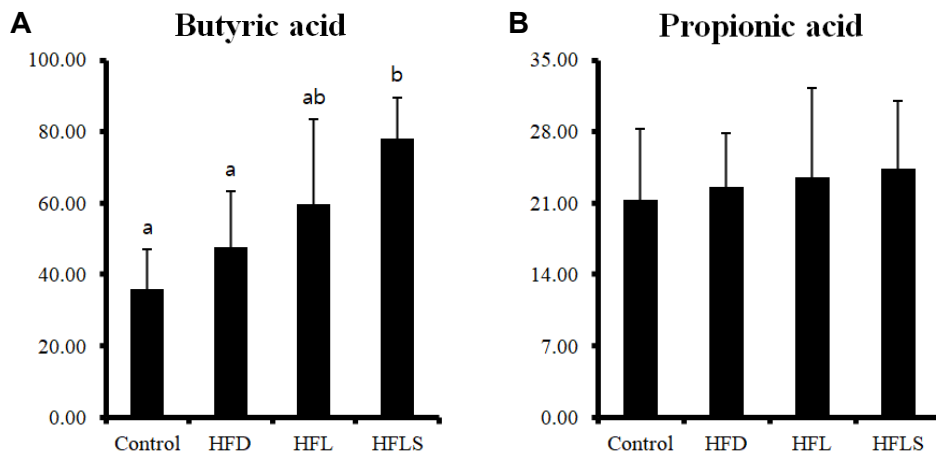 A
Butyric acid
100.00
80.00
60.00
40.00
20.00
0.00
a
a
ab
b
Control HFD HFL HFLS
B
Propionic acid
35.00
28.00
21.00
14.00
7.00
0.00
Control HFD HFL HFLS